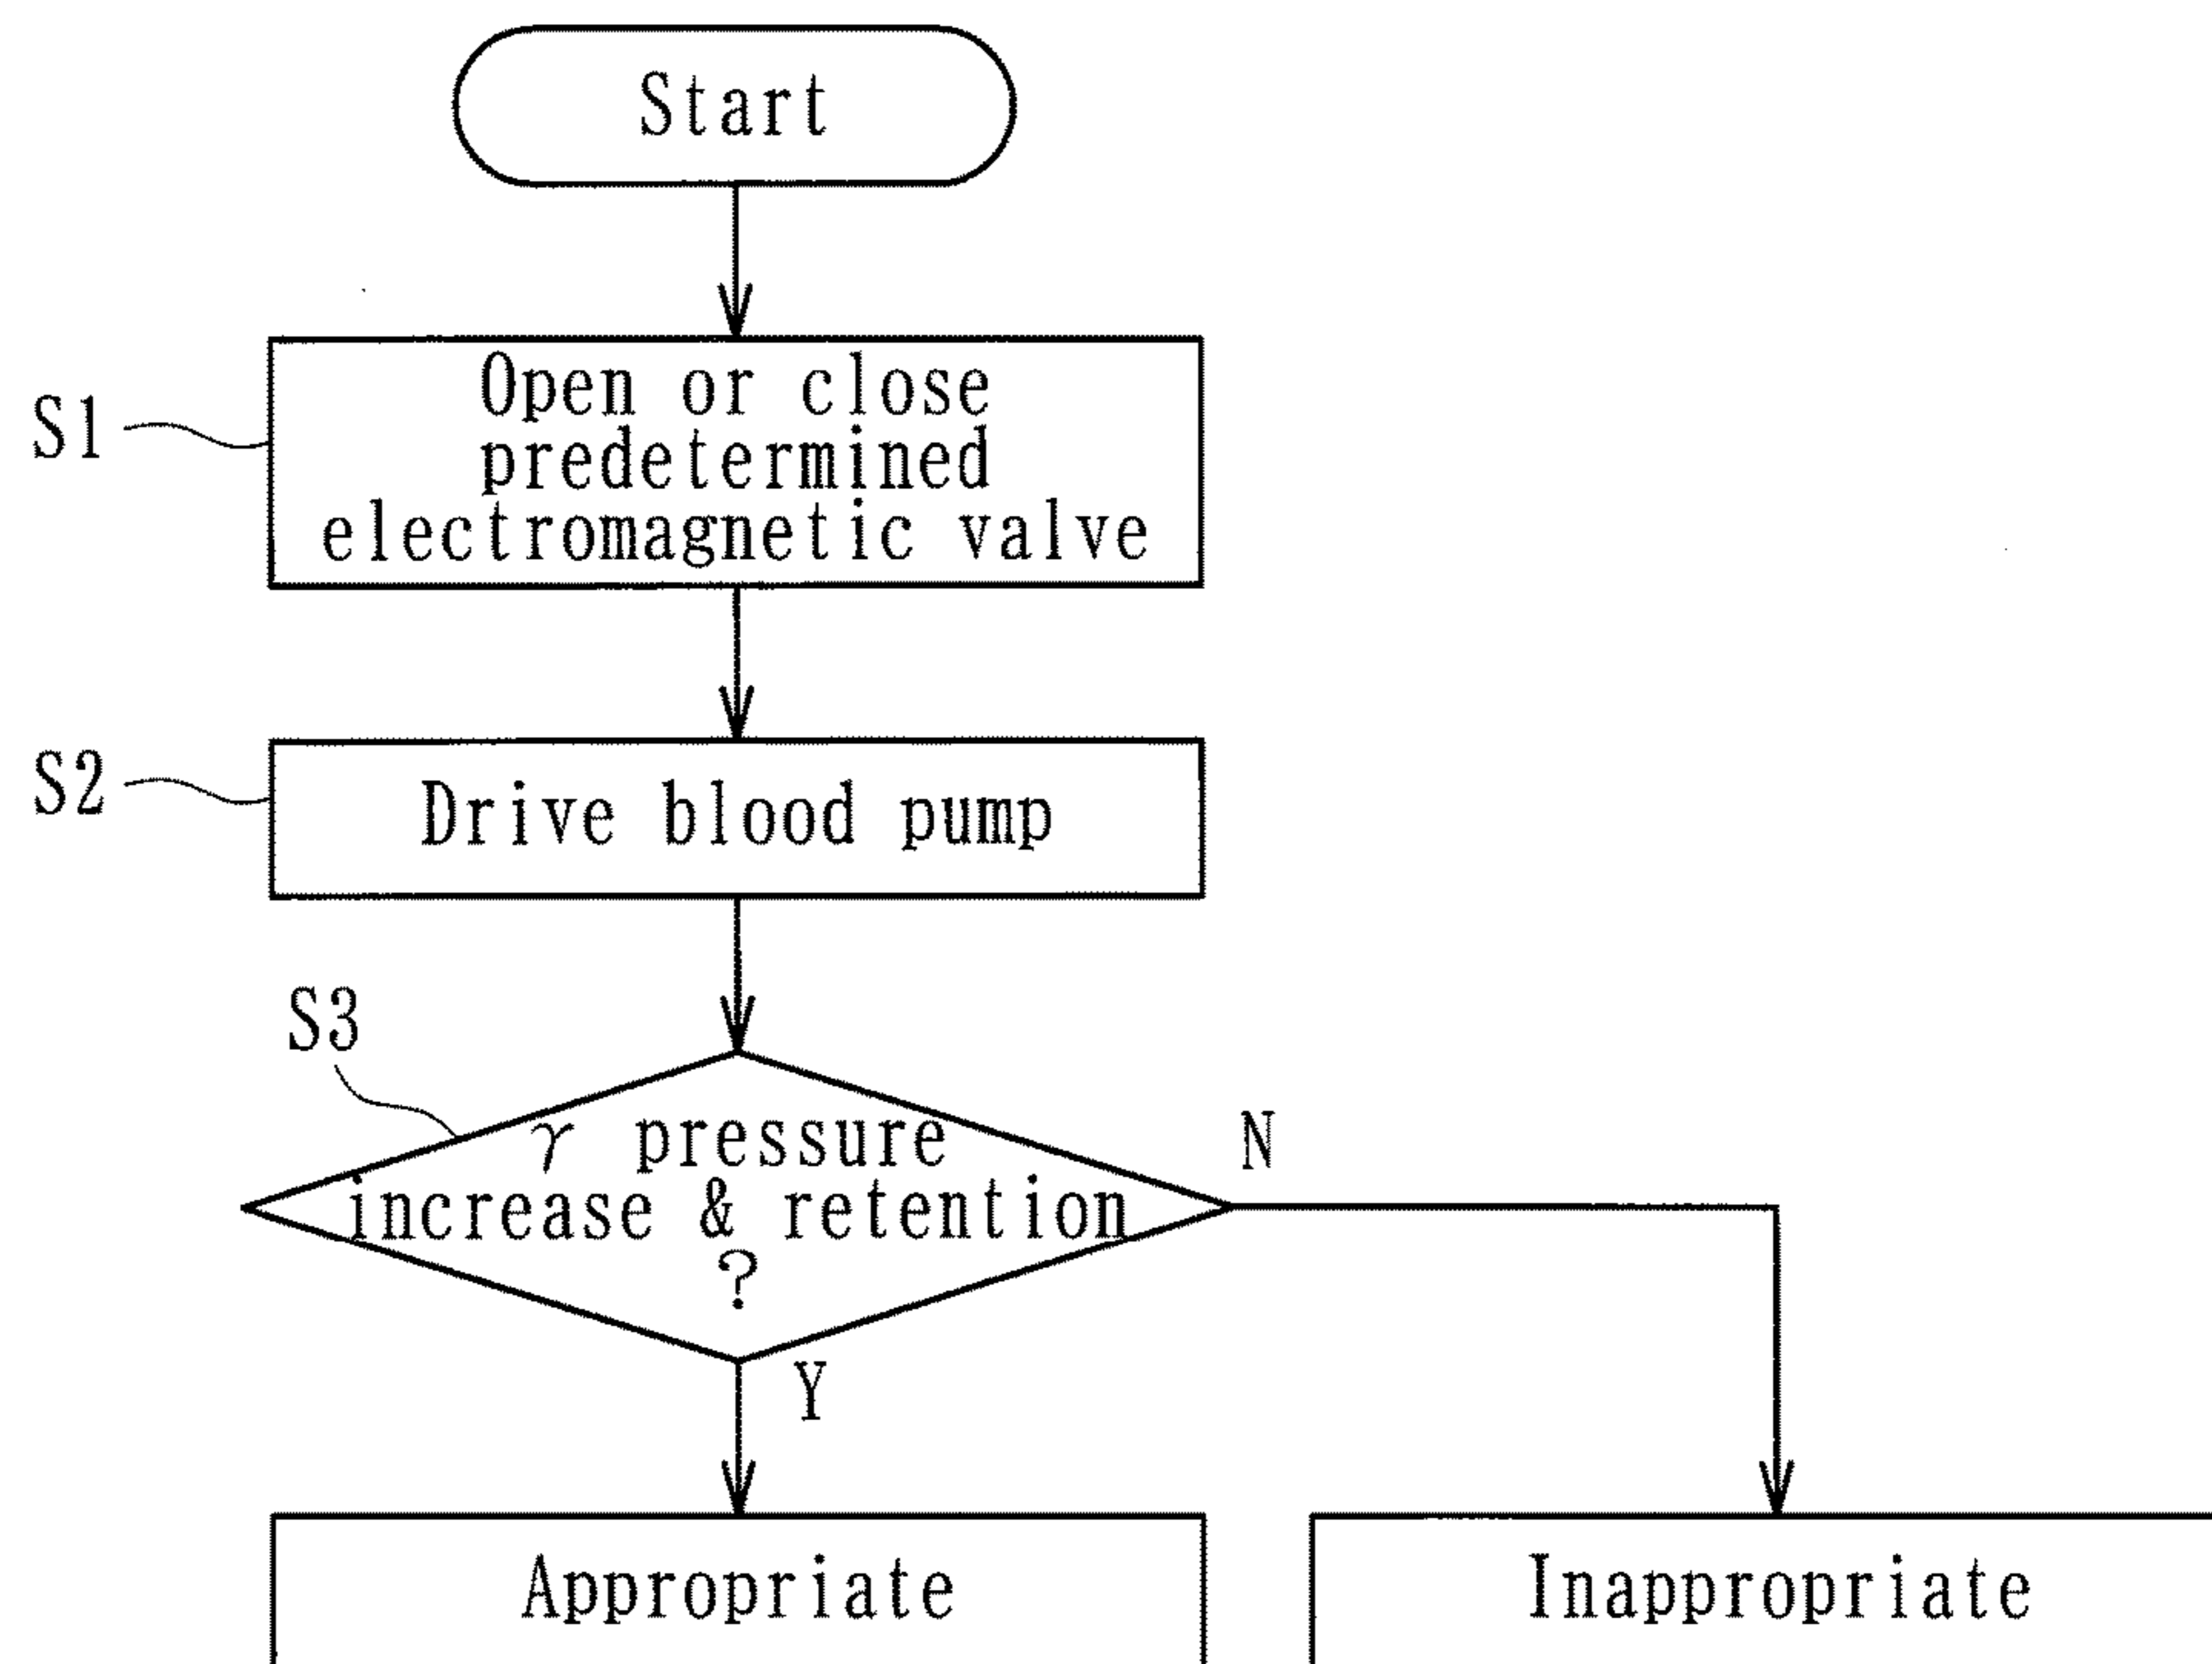 Start
S1
Open or close
predetermined
electromagnetic valve
S2
Drive blood pump
S3
γ pressure
increase & retention
?
N
Y
Appropriate
Inappropriate